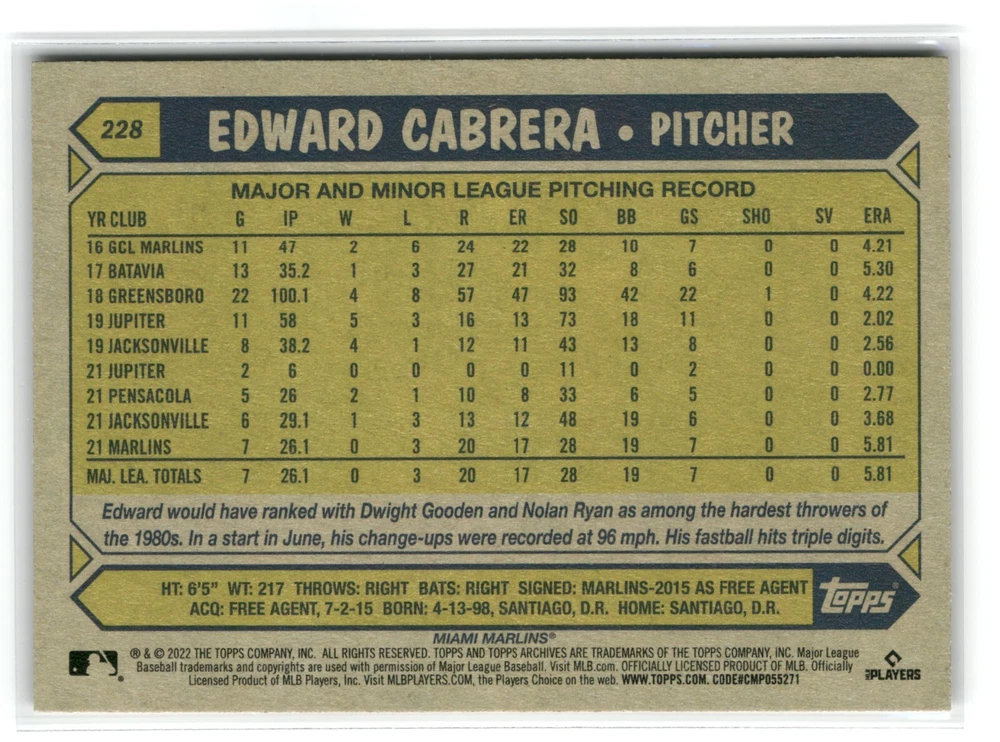 228 EDWARD CABRERA • PITCHER
MAJOR AND MINOR LEAGUE PITCHING RECORD
YR CLUB G IP W L R ER SO BB GS SHO SV ERA
16 GCL MARLINS 11 47 2 6 24 22 28 10 7 0 0 4.21
17 BATAVIA 13 35.2 1 3 27 21 32 8 6 0 0 5.30
18 GREENSBORO 22 100.1 4 8 57 47 93 42 22 1 0 4.22
19 JUPITER 11 58 5 3 16 13 73 18 11 0 0 2.02
19 JACKSONVILLE 8 38.2 4 1 12 11 43 13 8 0 0 2.56
21 JUPITER 2 6 0 0 0 0 11 0 2 0 0 0.00
21 PENSACOLA 5 26 2 1 10 8 33 6 5 0 0 2.77
21 JACKSONVILLE 6 29.1 1 3 13 12 48 19 6 0 0 3.68
21 MARLINS 7 26.1 0 3 20 17 28 19 7 0 0 5.81
MAJ. LEA. TOTALS 7 26.1 0 3 20 17 28 19 7 0 0 5.81
Edward would have ranked with Dwight Gooden and Nolan Ryan as among the hardest throwers of
the 1980s. In a start in June, his change-ups were recorded at 96 mph. His fastball hits triple digits.
HT: 6'5" WT: 217 THROWS: RIGHT BATS: RIGHT SIGNED: MARLINS-2015 AS FREE AGENT
ACQ: FREE AGENT, 7-2-15 BORN: 4-13-98, SANTIAGO, D.R. HOME: SANTIAGO, D.R.
Topps®
MIAMI MARLINS®
® & © 2022 THE TOPPS COMPANY, INC. ALL RIGHTS RESERVED. TOPPS AND TOPPS ARCHIVES ARE TRADEMARKS OF THE TOPPS COMPANY, INC. Major League
Baseball trademarks and copyrights are used with permission of Major League Baseball. Visit MLB.com. OFFICIALLY LICENSED PRODUCT OF MLB. Officially
Licensed Product of MLB Players, Inc. Visit MLBPLAYERS.COM, the Players Choice on the web. WWW.TOPPS.COM. CODE#CMP055271
MLB PLAYERS